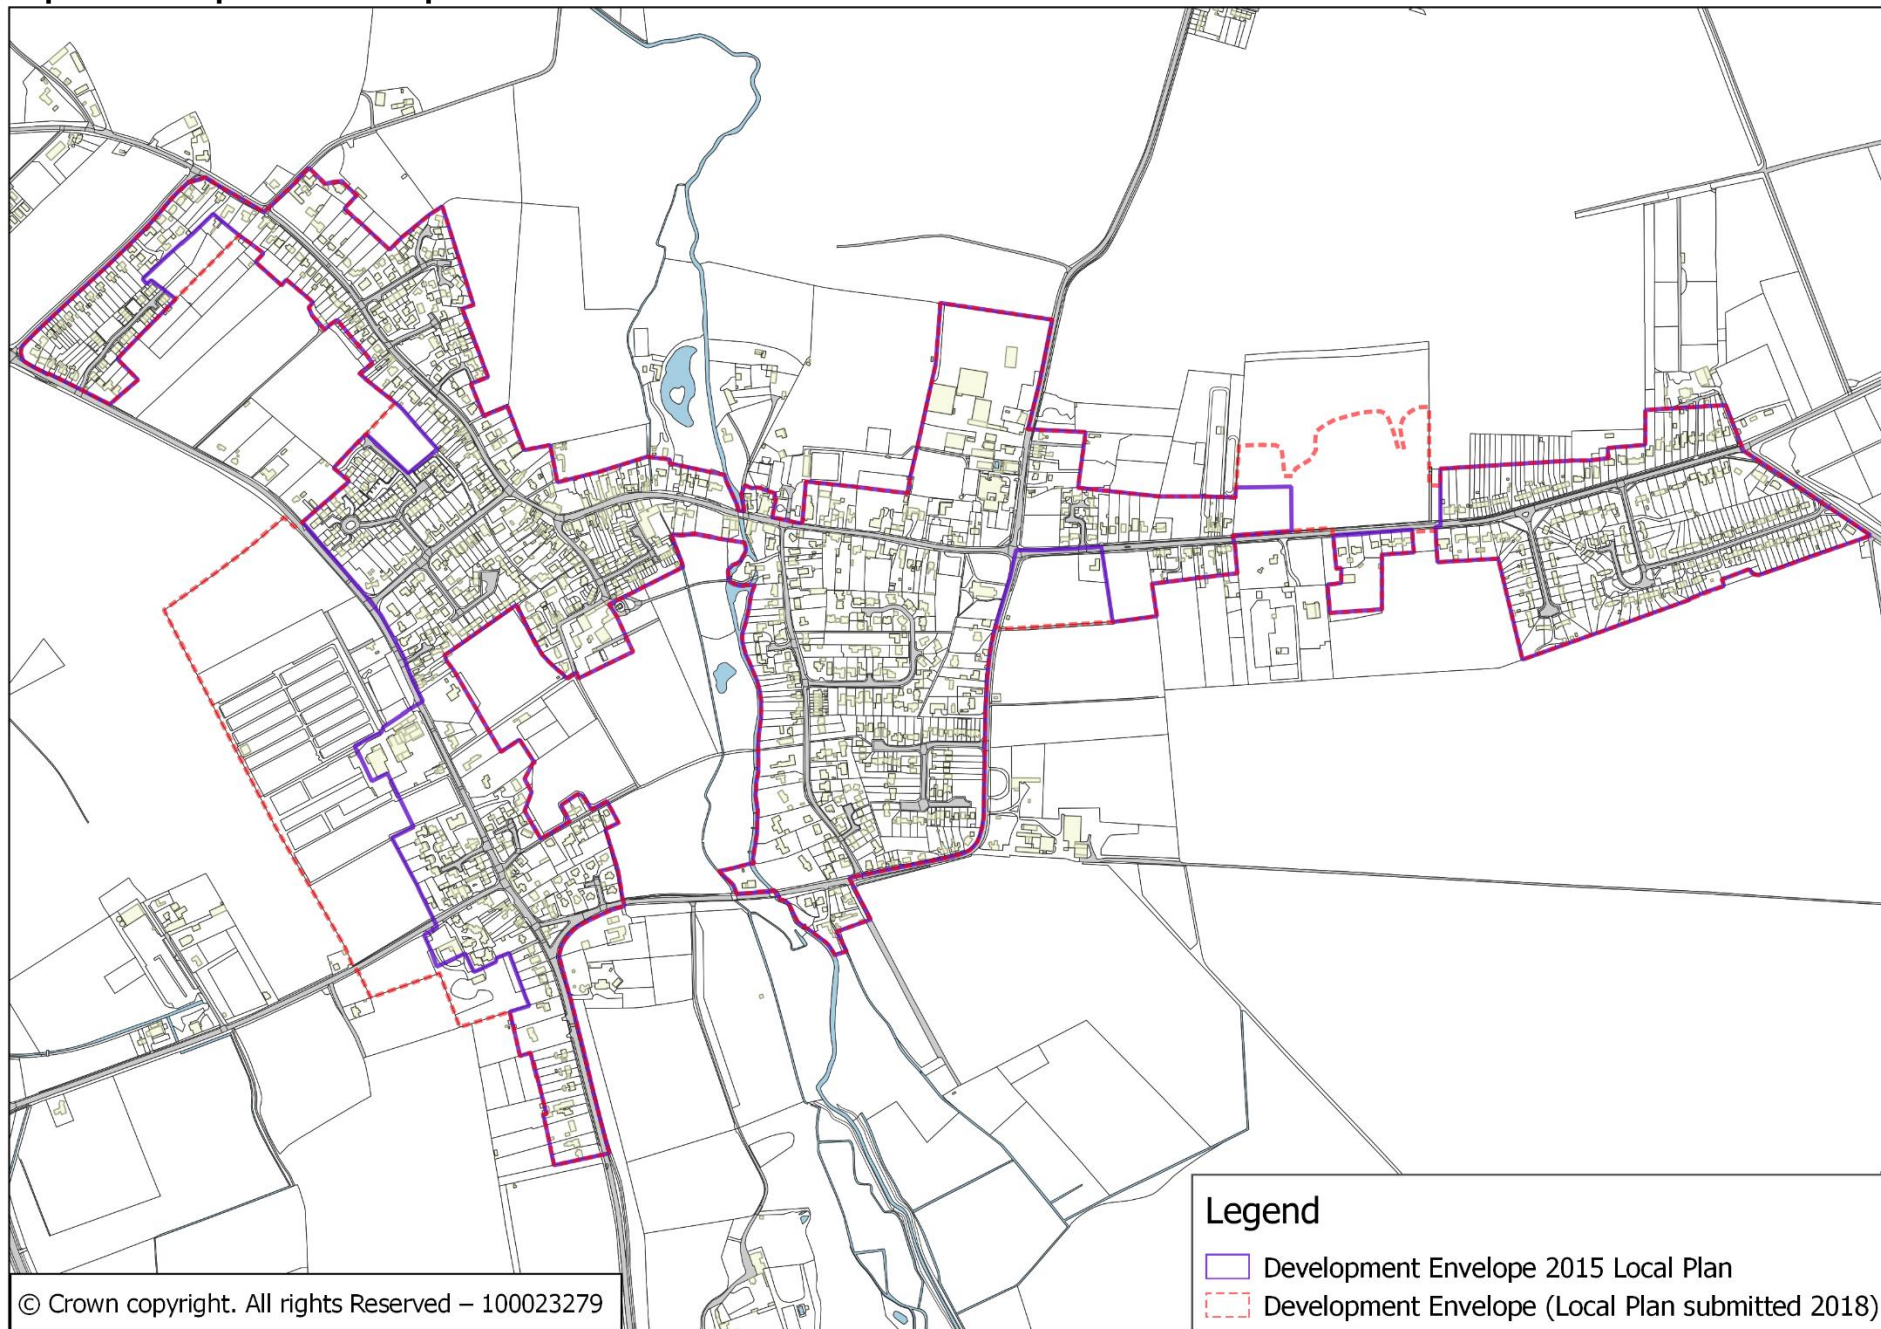 Legend
Development Envelope 2015 Local Plan
Development Envelope (Local Plan submitted 2018)
© Crown copyright. All rights Reserved – 100023279